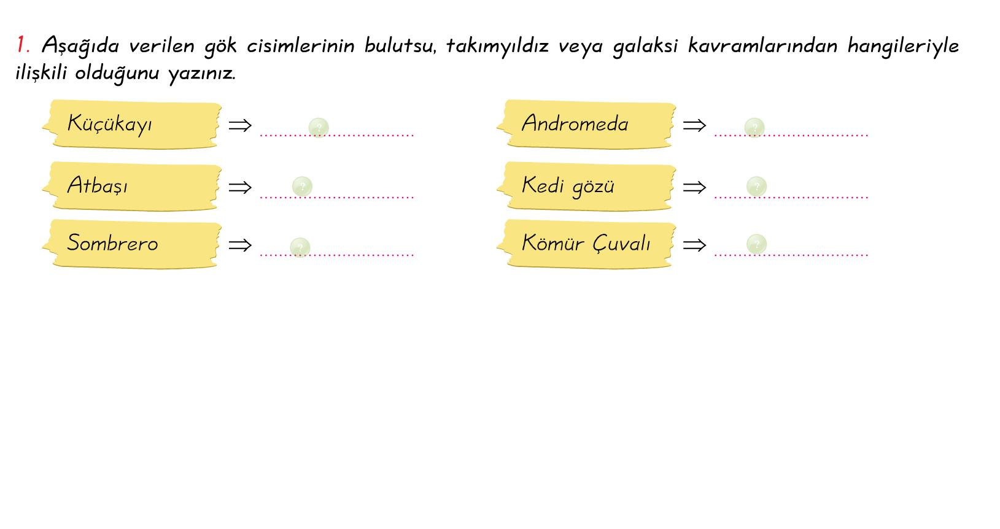 1. Aşağıda verilen gök cisimlerinin bulutsu, takımyıldız veya galaksi kavramlarından hangileriyle
ilişkili olduğunu yazınız.
Küçükayı ⇒ ? ................................
Andromeda ⇒ ? ................................
Atbaşı ⇒ ? ................................
Kedi gözü ⇒ ? ................................
Sombrero ⇒ ? ................................
Kömür Çuvalı ⇒ ? ................................